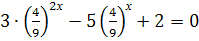 3 · (4/9)^{2x} − 5(4/9)^{x} + 2 = 0